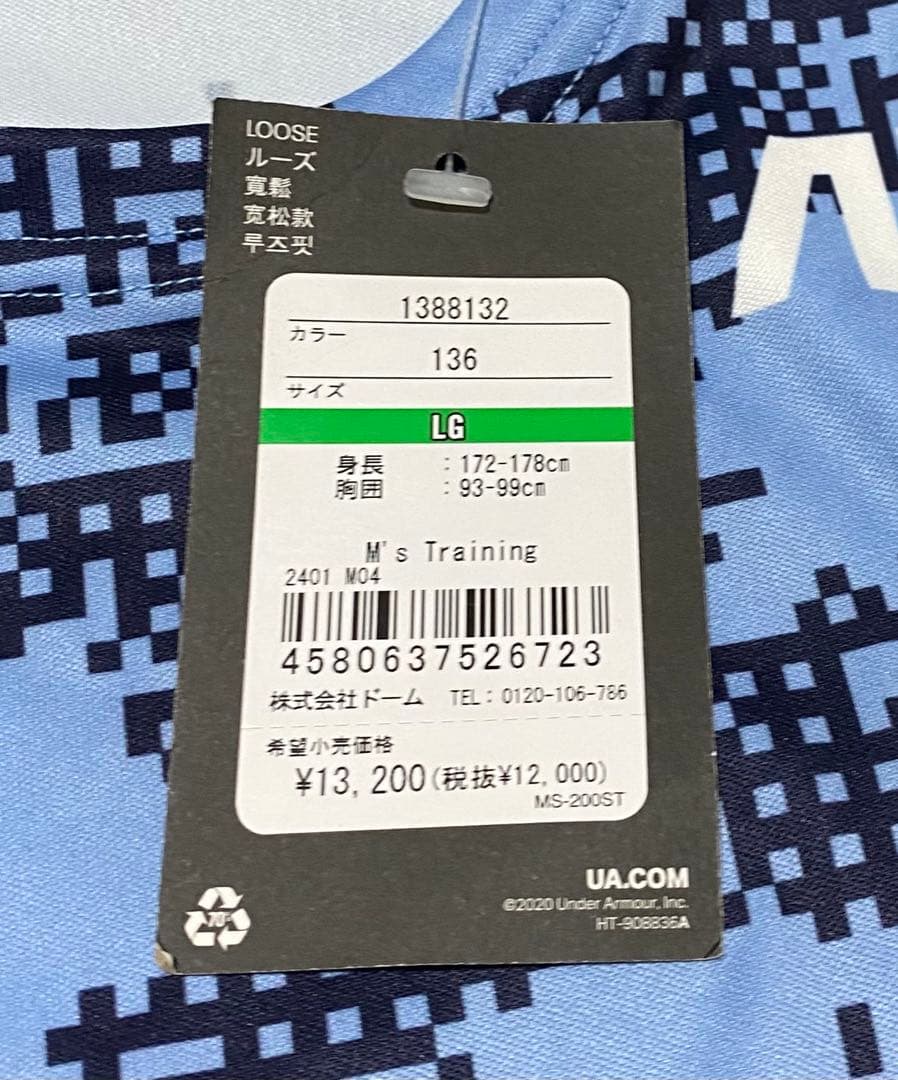 LOOSE
ルーズ
寬鬆
宽松款
루즈핏
1388132
カラー
136
サイズ
LG
身長 : 172-178cm
胸囲 : 93-99cm
M's Training
2401 M04
4580637526723
株式会社ドーム TEL: 0120-106-786
希望小売価格
¥13,200(税抜¥12,000)
MS-200ST
UA.COM
©2020 Under Armour, Inc.
HT-908836A
70%